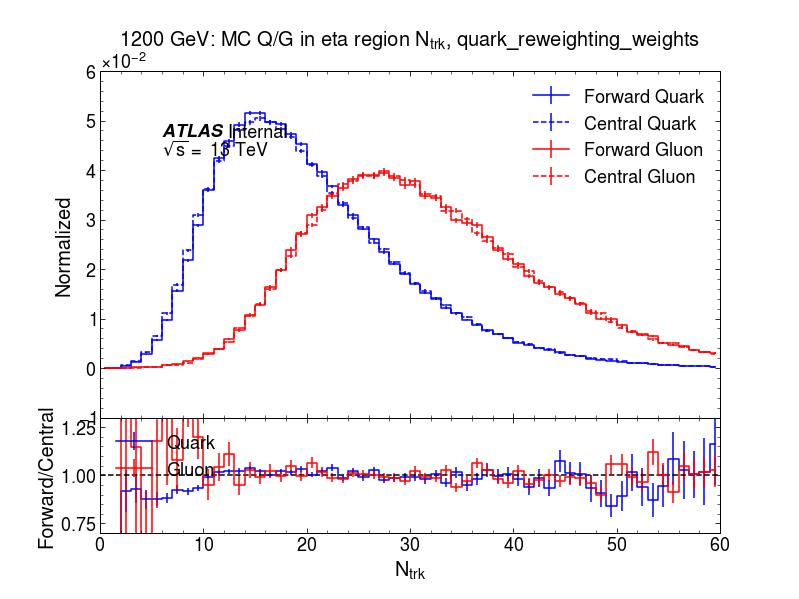 1200 GeV: MC Q/G in eta region N_trk, quark_reweighting_weights
×10⁻²
6
5
4
3
2
1
0
−1
Normalized
ATLAS Internal
√s = 13 TeV
Forward Quark
Central Quark
Forward Gluon
Central Gluon
1.25
1.00
0.75
Forward/Central
Quark
Gluon
0 10 20 30 40 50 60
N_trk